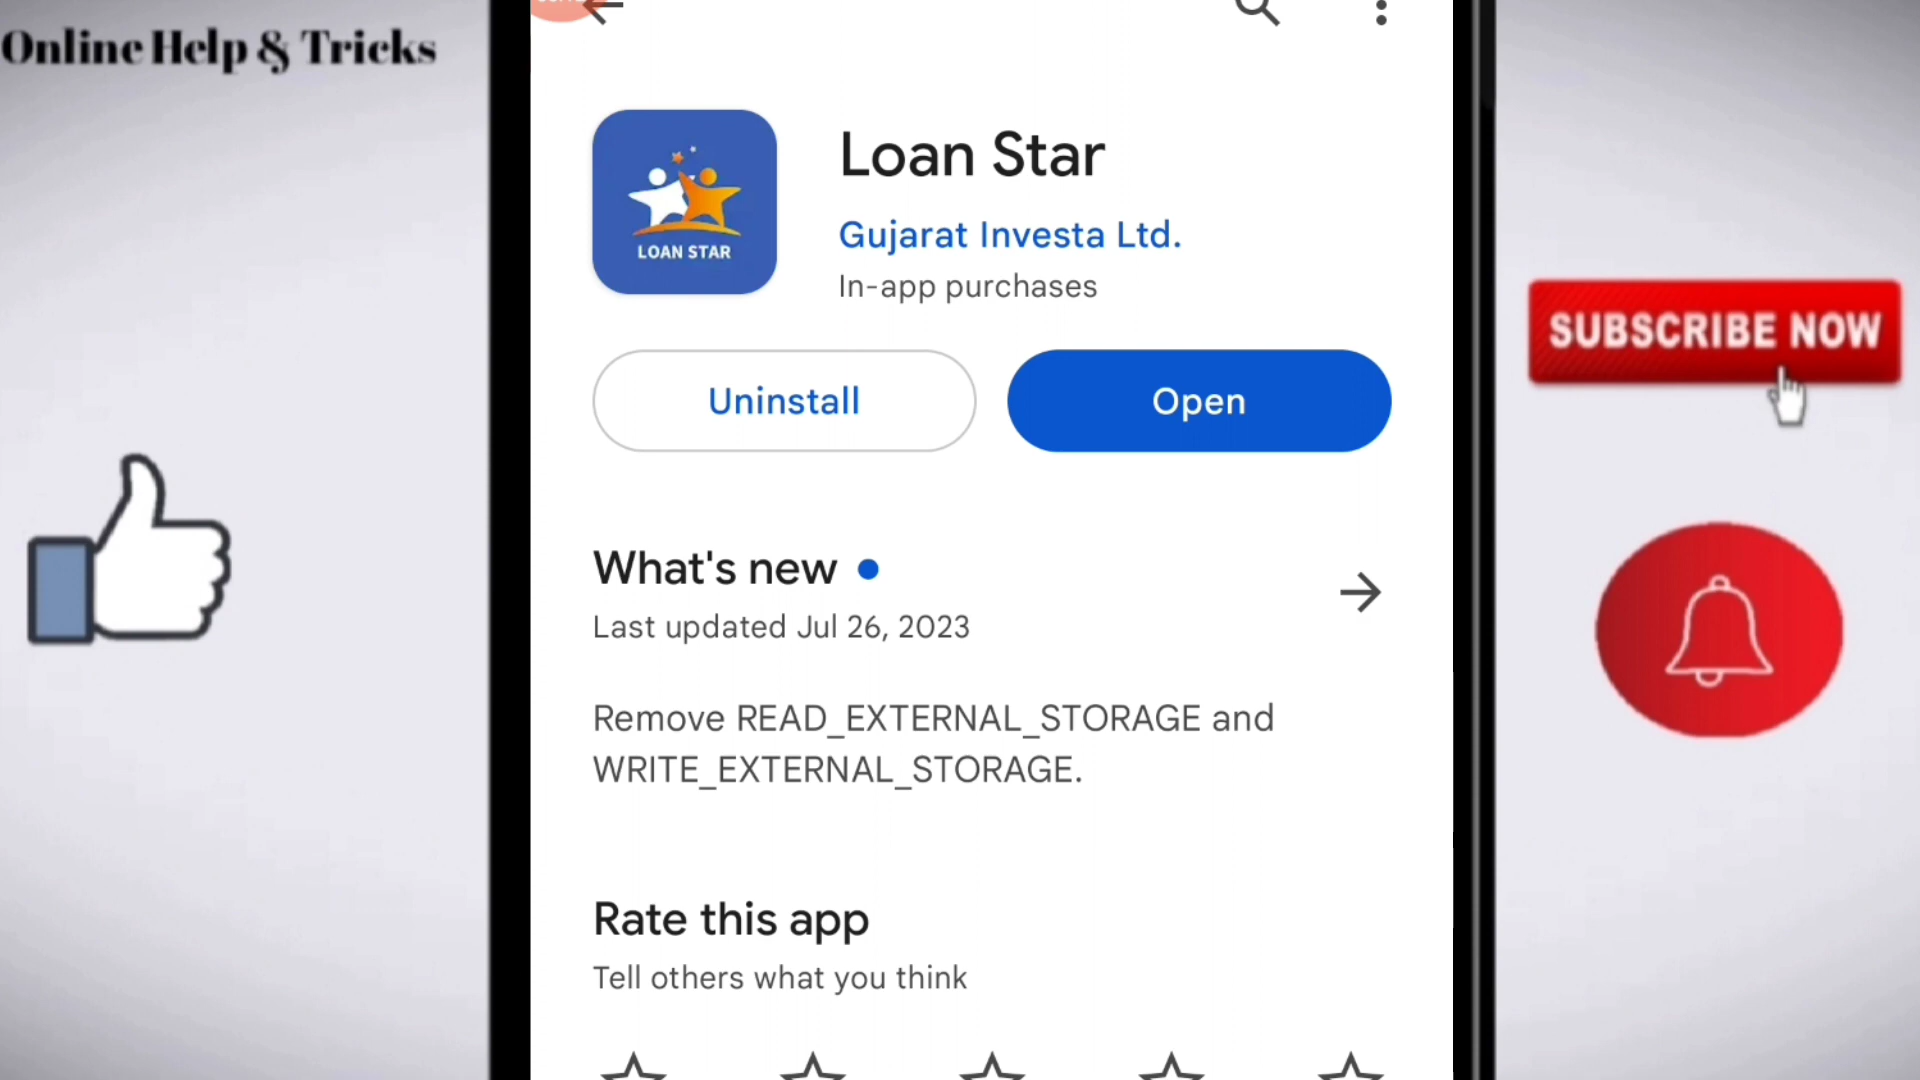 Online Help & Tricks
Loan Star
LOAN STAR
Gujarat Investa Ltd.
In-app purchases
Uninstall
Open
SUBSCRIBE NOW
What's new
Last updated Jul 26, 2023
Remove READ_EXTERNAL_STORAGE and
WRITE_EXTERNAL_STORAGE.
Rate this app
Tell others what you think